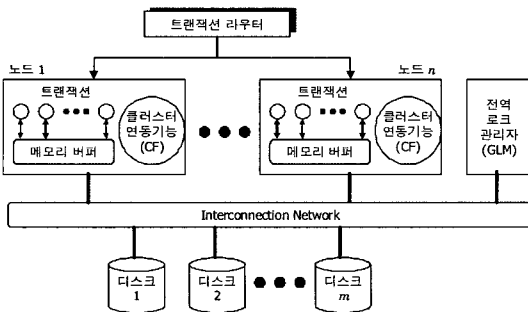 트랜잭션 라우터
노드 1
노드 n
트랜잭션
클러스터
연동기능
(CF)
메모리 버퍼
트랜잭션
클러스터
연동기능
(CF)
메모리 버퍼
전역
로크
관리자
(GLM)
Interconnection Network
디스크
1
디스크
2
디스크
m